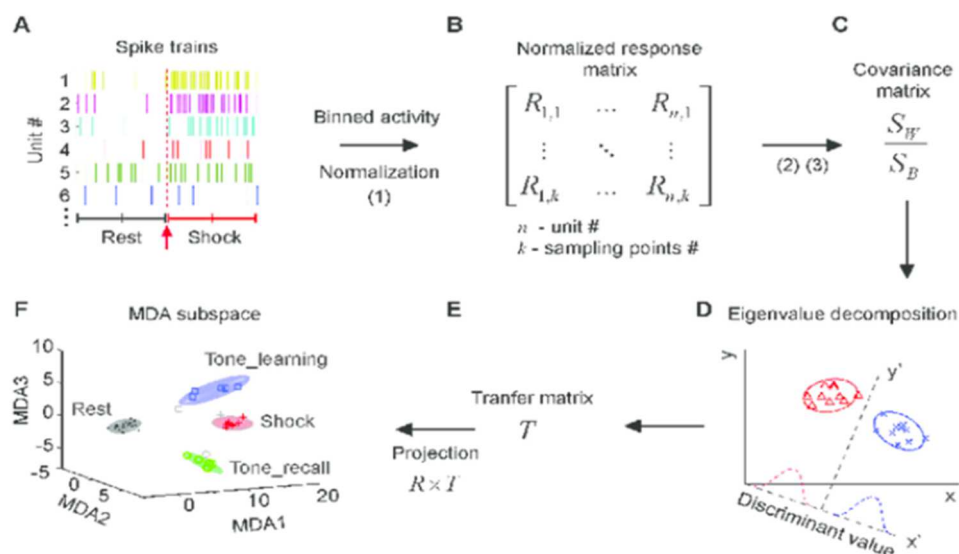 A
Spike trains
Unit #
1
2
3
4
5
6
Rest
Shock
Binned activity
Normalization
(1)
B
Normalized response
matrix
R1,1 ... Rn,1
⋮ ⋱ ⋮
R1,k ... Rn,k
n - unit #
k - sampling points #
(2) (3)
C
Covariance
matrix
SW
SB
D
Eigenvalue decomposition
y
y'
x
x'
Discriminant value
E
Tranfer matrix
T
Projection
R×T
F
MDA subspace
MDA3
10
5
0
-5
-5
Tone_learning
Rest
Shock
Tone_recall
MDA2
0
5
0
10
20
MDA1